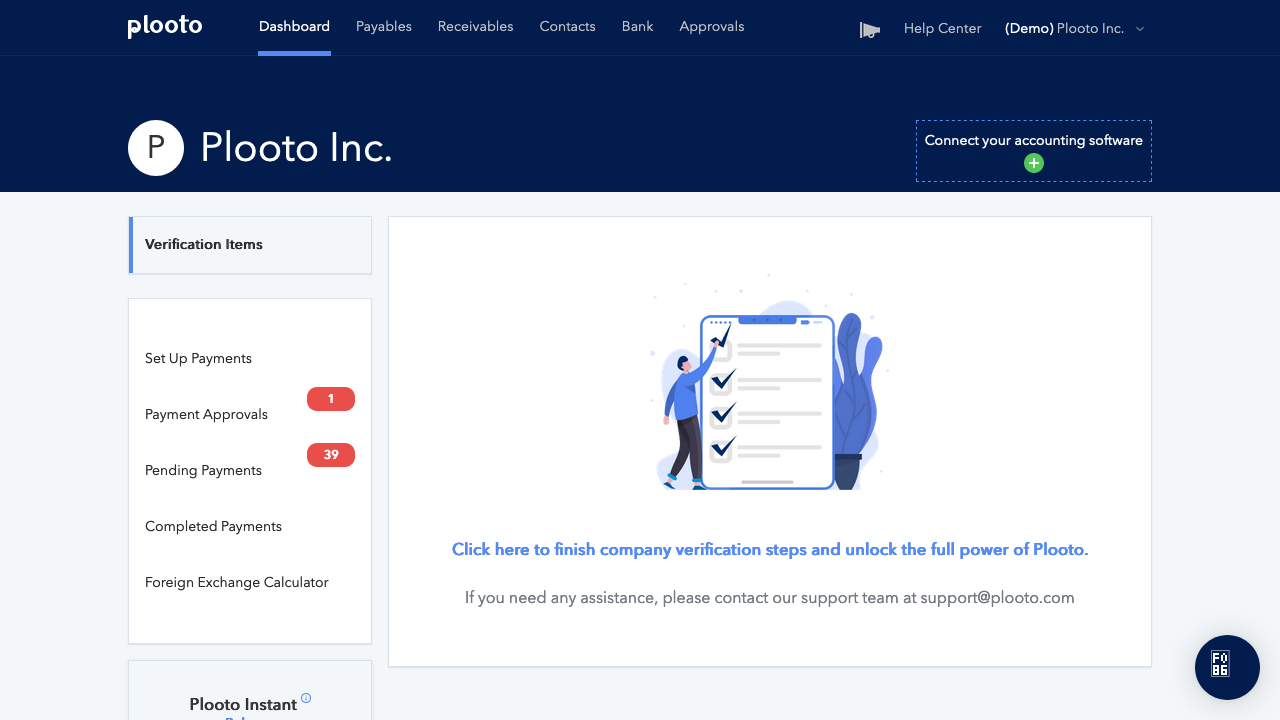 plooto
Dashboard
Payables
Receivables
Contacts
Bank
Approvals
Help Center
(Demo) Plooto Inc.
P
Plooto Inc.
Connect your accounting software
Verification Items
Set Up Payments
1
Payment Approvals
39
Pending Payments
Completed Payments
Foreign Exchange Calculator
Click here to finish company verification steps and unlock the full power of Plooto.
If you need any assistance, please contact our support team at support@plooto.com
Plooto Instant